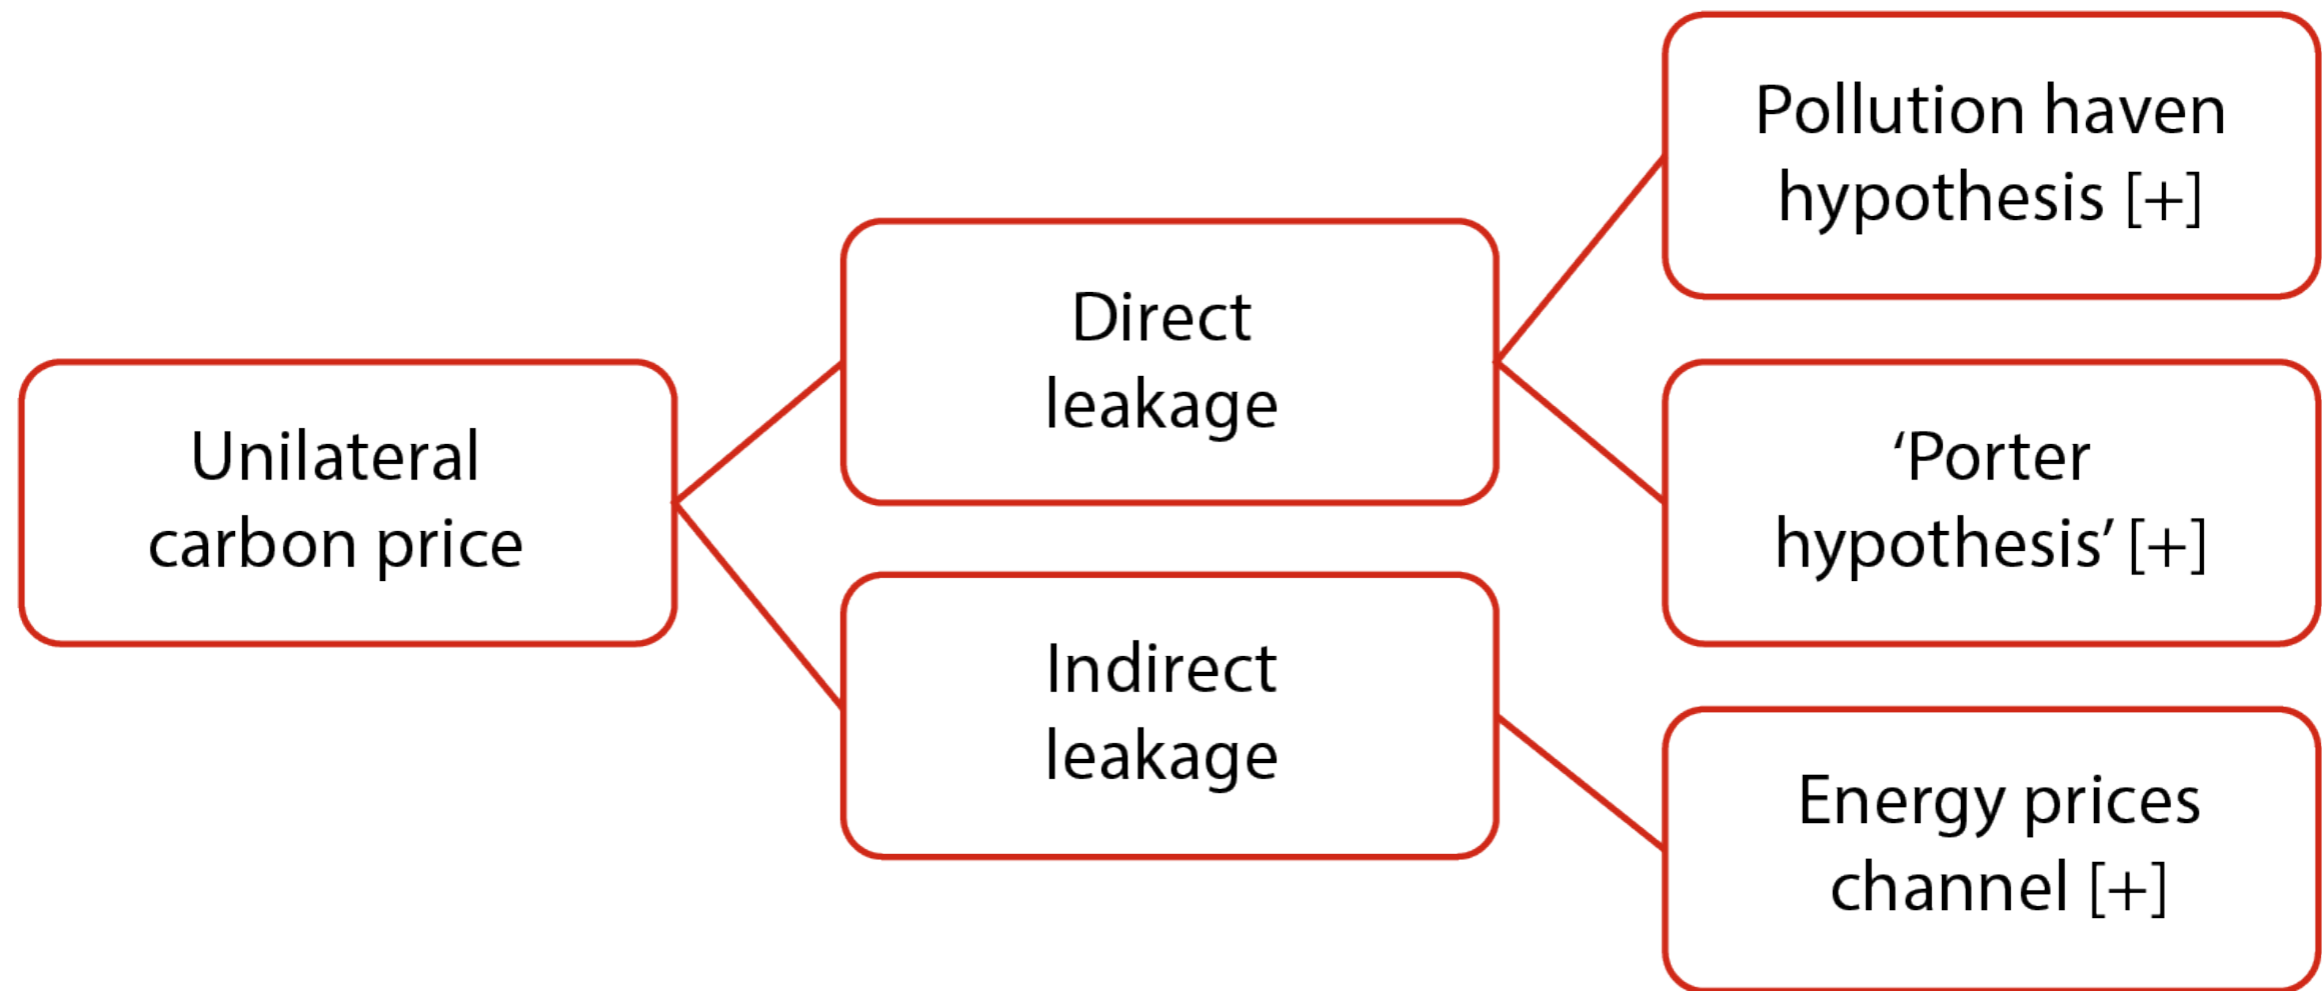 Unilateral
carbon price
Direct
leakage
Indirect
leakage
Pollution haven
hypothesis [+]
‘Porter
hypothesis’ [+]
Energy prices
channel [+]